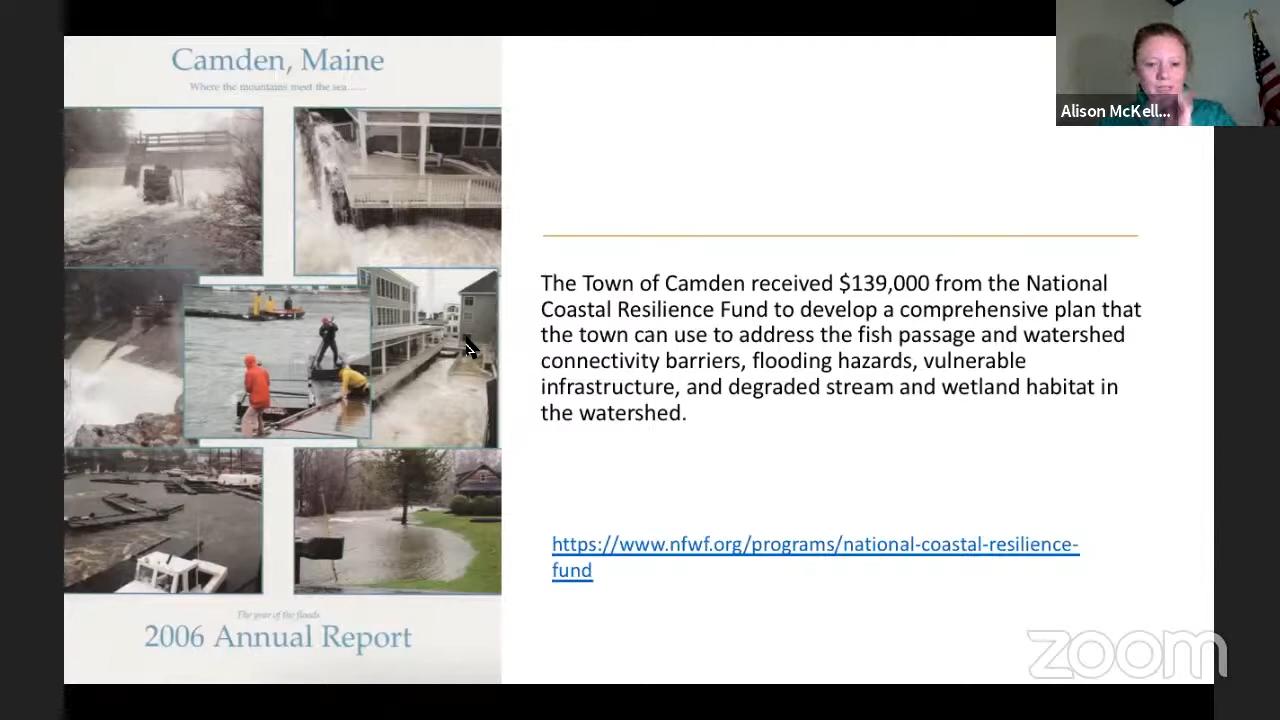 Camden, Maine
Where the mountains meet the sea......
Alison McKell...
The Town of Camden received $139,000 from the National
Coastal Resilience Fund to develop a comprehensive plan that
the town can use to address the fish passage and watershed
connectivity barriers, flooding hazards, vulnerable
infrastructure, and degraded stream and wetland habitat in
the watershed.
https://www.nfwf.org/programs/national-coastal-resilience-
fund
The year of the floods
2006 Annual Report
zoom